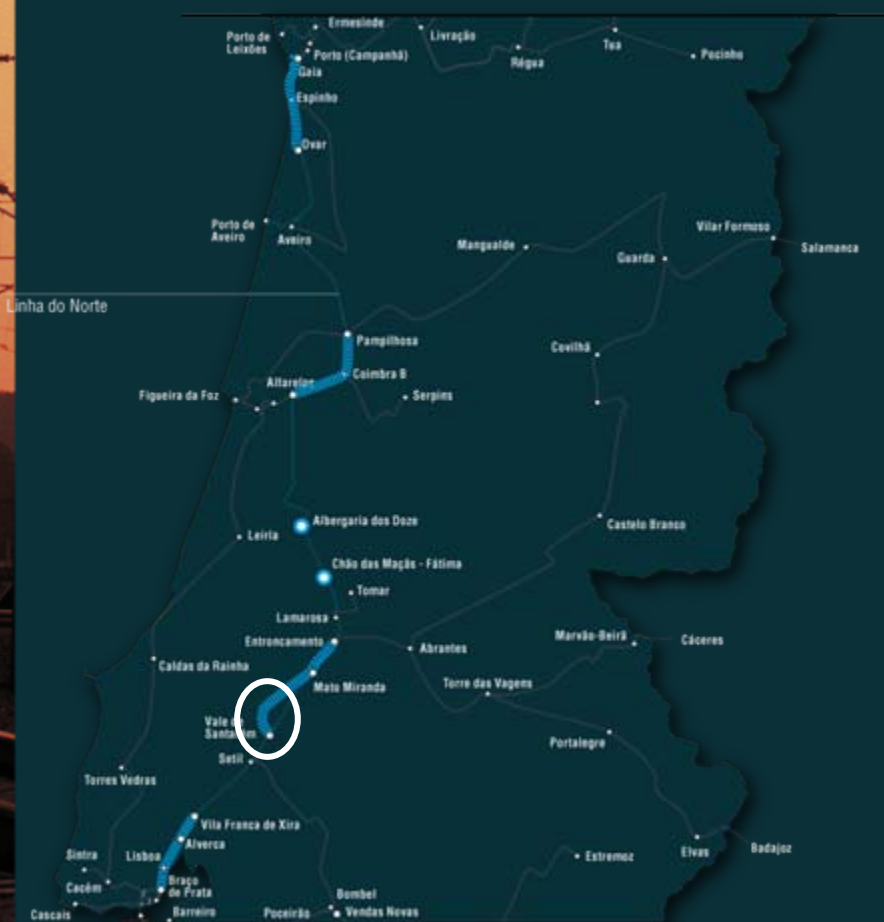 Ermesinde
Porto de
Leixões
Livração
Tua
Porto (Campanhã)
Pocinho
Régua
Gaia
Espinho
Ovar
Porto de
Aveiro
Aveiro
Mangualde
Vilar Formoso
Salamanca
Guarda
Linha do Norte
Pampilhosa
Covilhã
Coimbra B
Alfarelos
Figueira da Foz
Serpins
Albergaria dos Doze
Castelo Branco
Leiria
Chão das Maçãs - Fátima
Tomar
Lamarosa
Entroncamento
Abrantes
Marvão-Beirã
Cáceres
Caldas da Rainha
Mato Miranda
Torre das Vagens
Vale de
Santarém
Portalegre
Setil
Torres Vedras
Vila Franca de Xira
Alverca
Sintra
Lisboa
Extremoz
Elvas
Badajoz
Cacém
Braço
de Prata
Bombel
Cascais
Barreiro
Poceirão
Vendas Novas